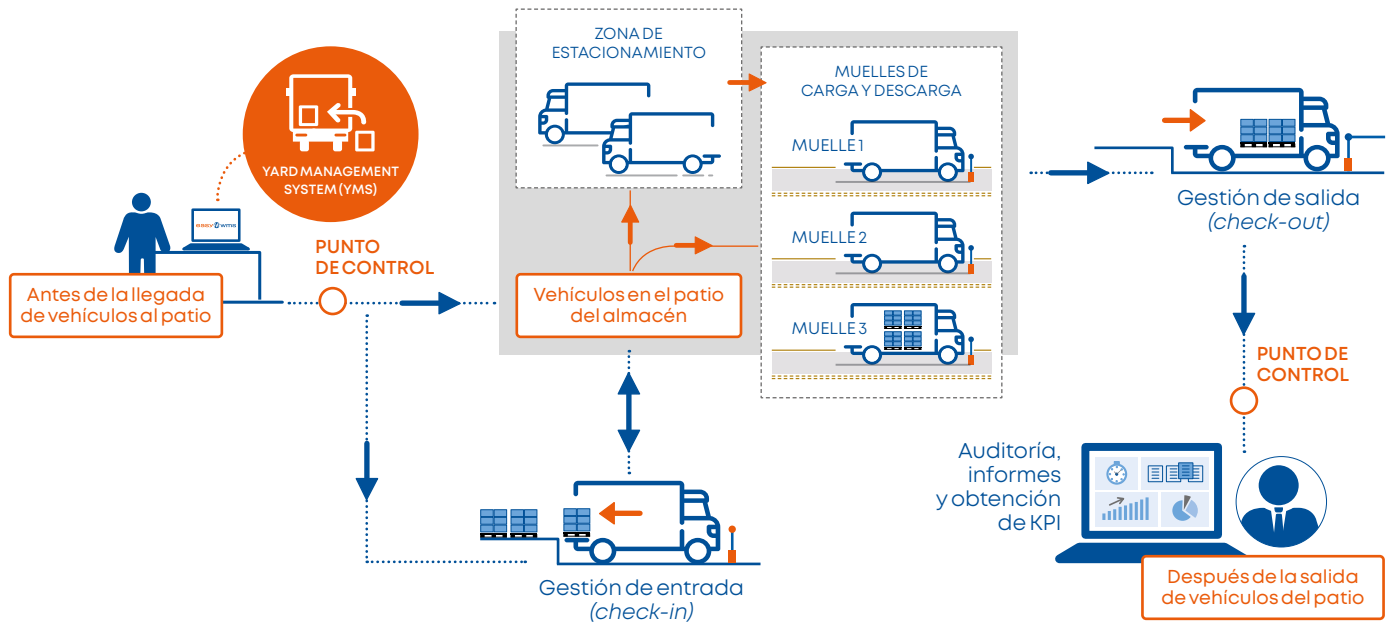 YARD MANAGEMENT
SYSTEM (YMS)
easy wms
PUNTO
DE CONTROL
Antes de la llegada
de vehículos al patio
ZONA DE
ESTACIONAMIENTO
MUELLES DE
CARGA Y DESCARGA
MUELLE 1
MUELLE 2
MUELLE 3
Vehículos en el patio
del almacén
Gestión de entrada
(check-in)
Gestión de salida
(check-out)
PUNTO DE
CONTROL
Auditoría,
informes
y obtención
de KPI
Después de la salida
de vehículos del patio